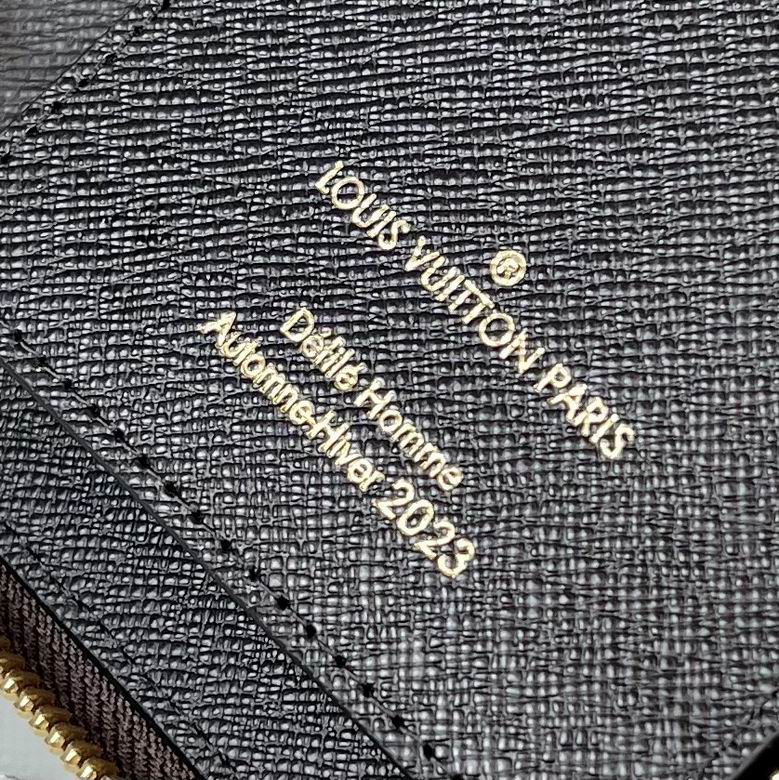 ®
LOUIS VUITTON PARIS
Défilé Homme
Automne-Hiver 2023